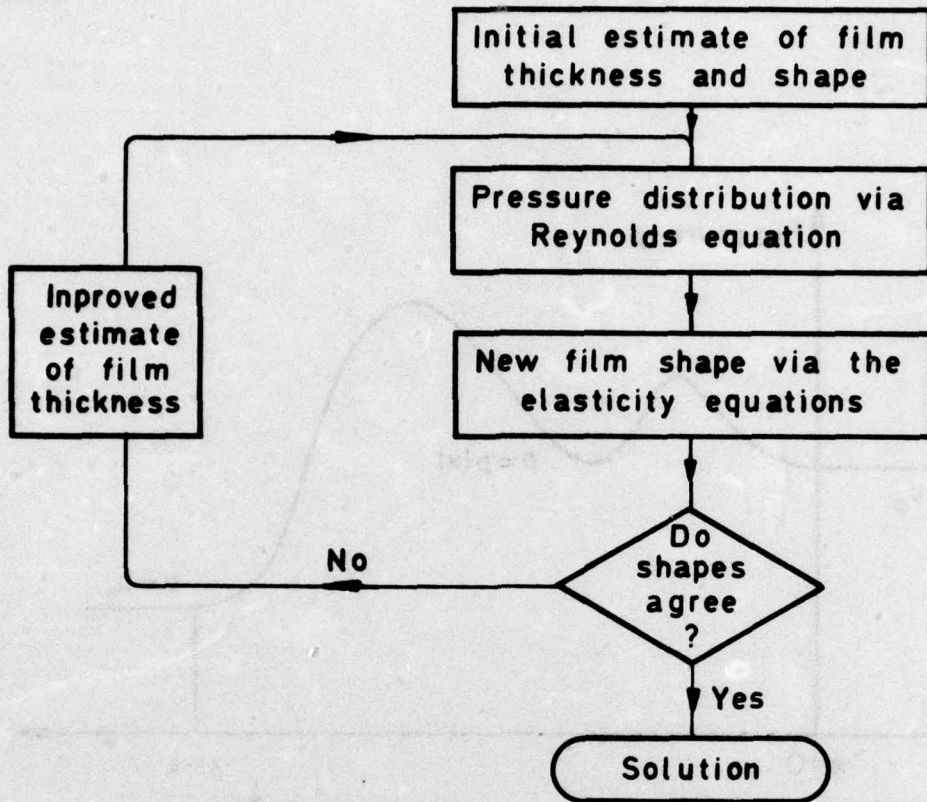 Initial estimate of film
thickness and shape
Pressure distribution via
Reynolds equation
Inproved
estimate
of film
thickness
New film shape via the
elasticity equations
Do
shapes
agree
?
No
Yes
Solution